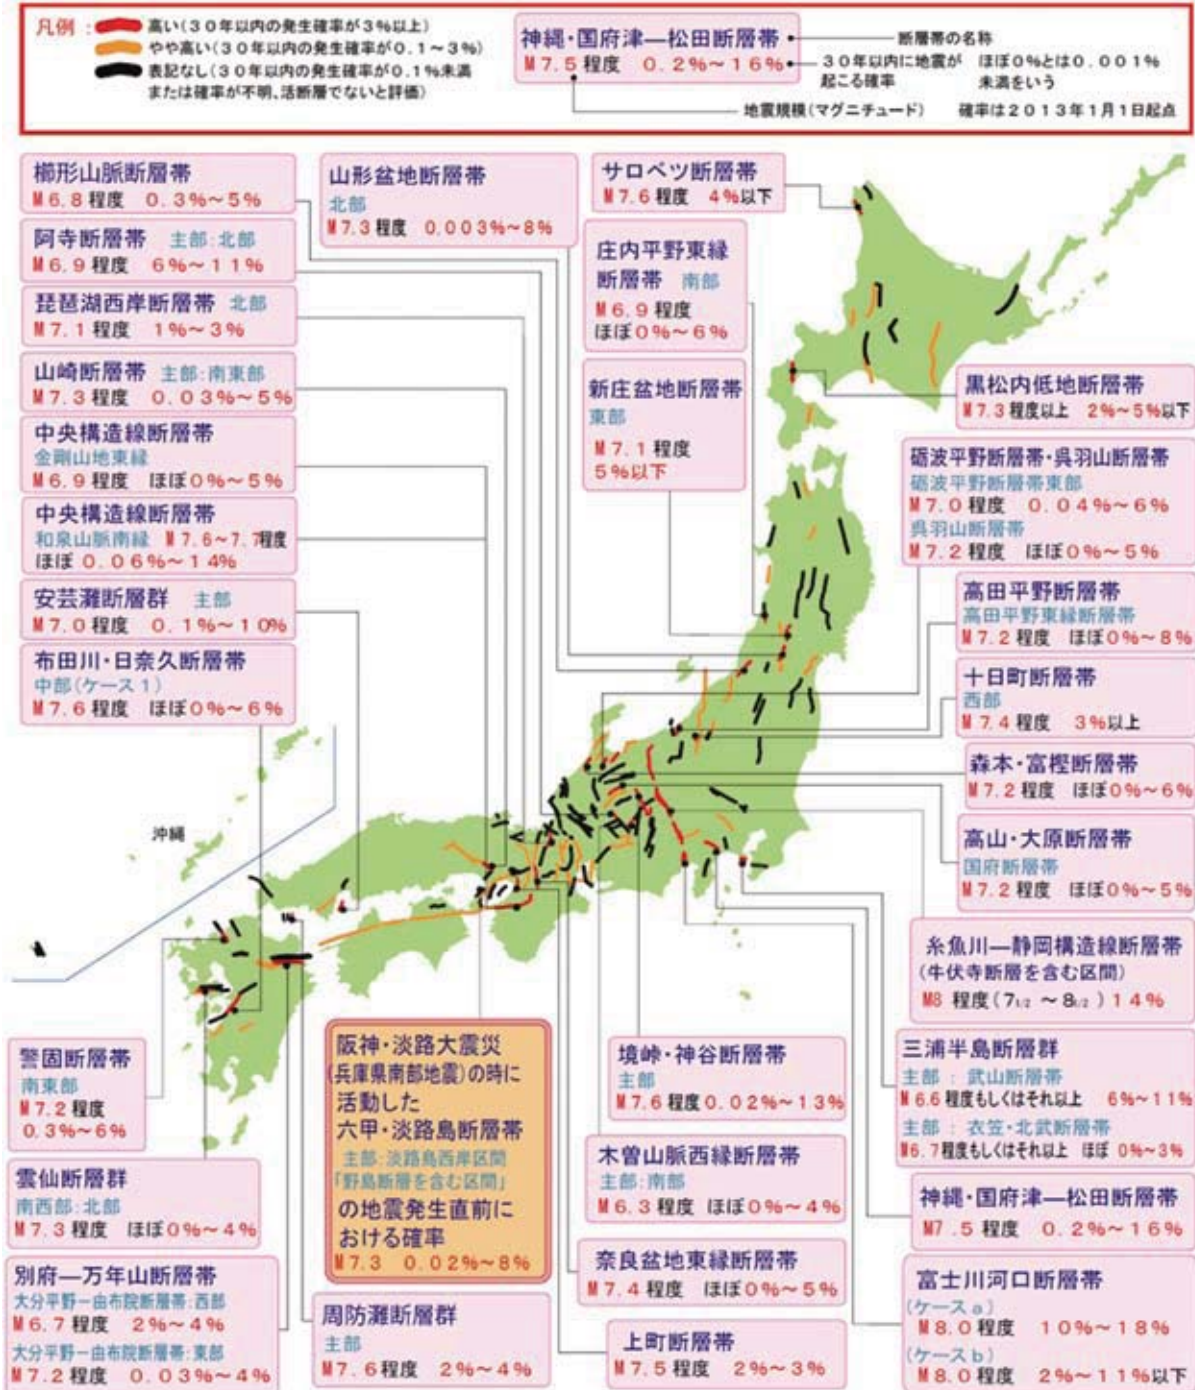 凡例：
高い（30年以内の発生確率が3%以上）
やや高い（30年以内の発生確率が0.1～3%）
表記なし（30年以内の発生確率が0.1%未満
または確率が不明、活断層でないと評価）
神縄・国府津―松田断層帯
M7.5程度 0.2%～16%
断層帯の名称
30年以内に地震が
起こる確率
ほぼ0%とは0.001%
未満をいう
地震規模（マグニチュード）
確率は2013年1月1日起点
櫛形山脈断層帯
M6.8程度 0.3%～5%
阿寺断層帯 主部:北部
M6.9程度 6%～11%
琵琶湖西岸断層帯 北部
M7.1程度 1%～3%
山崎断層帯 主部:南東部
M7.3程度 0.03%～5%
中央構造線断層帯
金剛山地東縁
M6.9程度 ほぼ0%～5%
中央構造線断層帯
和泉山脈南縁 M7.6～7.7程度
ほぼ 0.06%～14%
安芸灘断層群 主部
M7.0程度 0.1%～10%
布田川・日奈久断層帯
中部(ケース1)
M7.6程度 ほぼ0%～6%
山形盆地断層帯
北部
M7.3程度 0.003%～8%
サロベツ断層帯
M7.6程度 4%以下
庄内平野東縁
断層帯 南部
M6.9程度
ほぼ0%～6%
新庄盆地断層帯
東部
M7.1程度
5%以下
黒松内低地断層帯
M7.3程度以上 2%～5%以下
砺波平野断層帯・呉羽山断層帯
砺波平野断層帯東部
M7.0程度 0.04%～6%
呉羽山断層帯
M7.2程度 ほぼ0%～5%
高田平野断層帯
高田平野東縁断層帯
M7.2程度 ほぼ0%～8%
十日町断層帯
西部
M7.4程度 3%以上
森本・富樫断層帯
M7.2程度 ほぼ0%～6%
高山・大原断層帯
国府断層帯
M7.2程度 ほぼ0%～5%
糸魚川―静岡構造線断層帯
(牛伏寺断層を含む区間)
M8程度(7 1/2 ～8 1/2) 14%
三浦半島断層群
主部：武山断層帯
M6.6程度もしくはそれ以上 6%～11%
主部：衣笠・北武断層帯
M6.7程度もしくはそれ以上 ほぼ 0%～3%
神縄・国府津―松田断層帯
M7.5程度 0.2%～16%
富士川河口断層帯
(ケースa)
M8.0程度 10%～18%
(ケースb)
M8.0程度 2%～11%以下
沖縄
警固断層帯
南東部
M7.2程度
0.3%～6%
雲仙断層群
南西部:北部
M7.3程度 ほぼ0%～4%
別府―万年山断層帯
大分平野―由布院断層帯:西部
M6.7程度 2%～4%
大分平野―由布院断層帯:東部
M7.2程度 0.03%～4%
阪神・淡路大震災
(兵庫県南部地震)の時に
活動した
六甲・淡路島断層帯
主部:淡路島西岸区間
「野島断層を含む区間」
の地震発生直前に
おける確率
M7.3 0.02%～8%
周防灘断層群
主部
M7.6程度 2%～4%
境峠・神谷断層帯
主部
M7.6程度 0.02%～13%
木曽山脈西縁断層帯
主部:南部
M6.3程度 ほぼ0%～4%
奈良盆地東縁断層帯
M7.4程度 ほぼ0%～5%
上町断層帯
M7.5程度 2%～3%